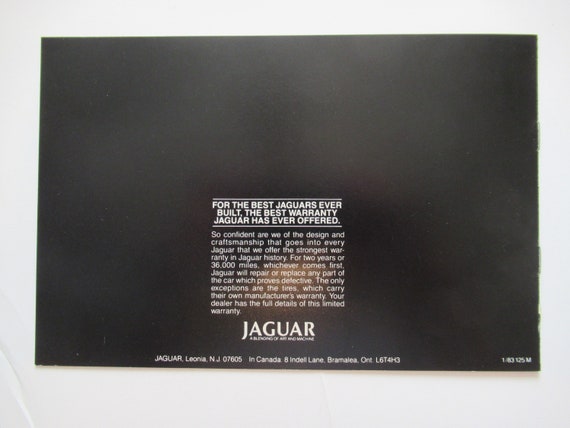 FOR THE BEST JAGUARS EVER
BUILT, THE BEST WARRANTY
JAGUAR HAS EVER OFFERED.
So confident are we of the design and
craftsmanship that goes into every
Jaguar that we offer the strongest war-
ranty in Jaguar history. For two years or
36,000 miles, whichever comes first,
Jaguar will repair or replace any part of
the car which proves defective. The only
exceptions are the tires, which carry
their own manufacturer's warranty. Your
dealer has the full details of this limited
warranty.
JAGUAR
A BLENDING OF ART AND MACHINE
JAGUAR, Leonia, N.J. 07605 In Canada: 8 Indell Lane, Bramalea, Ont. L6T4H3
1/83 125 M